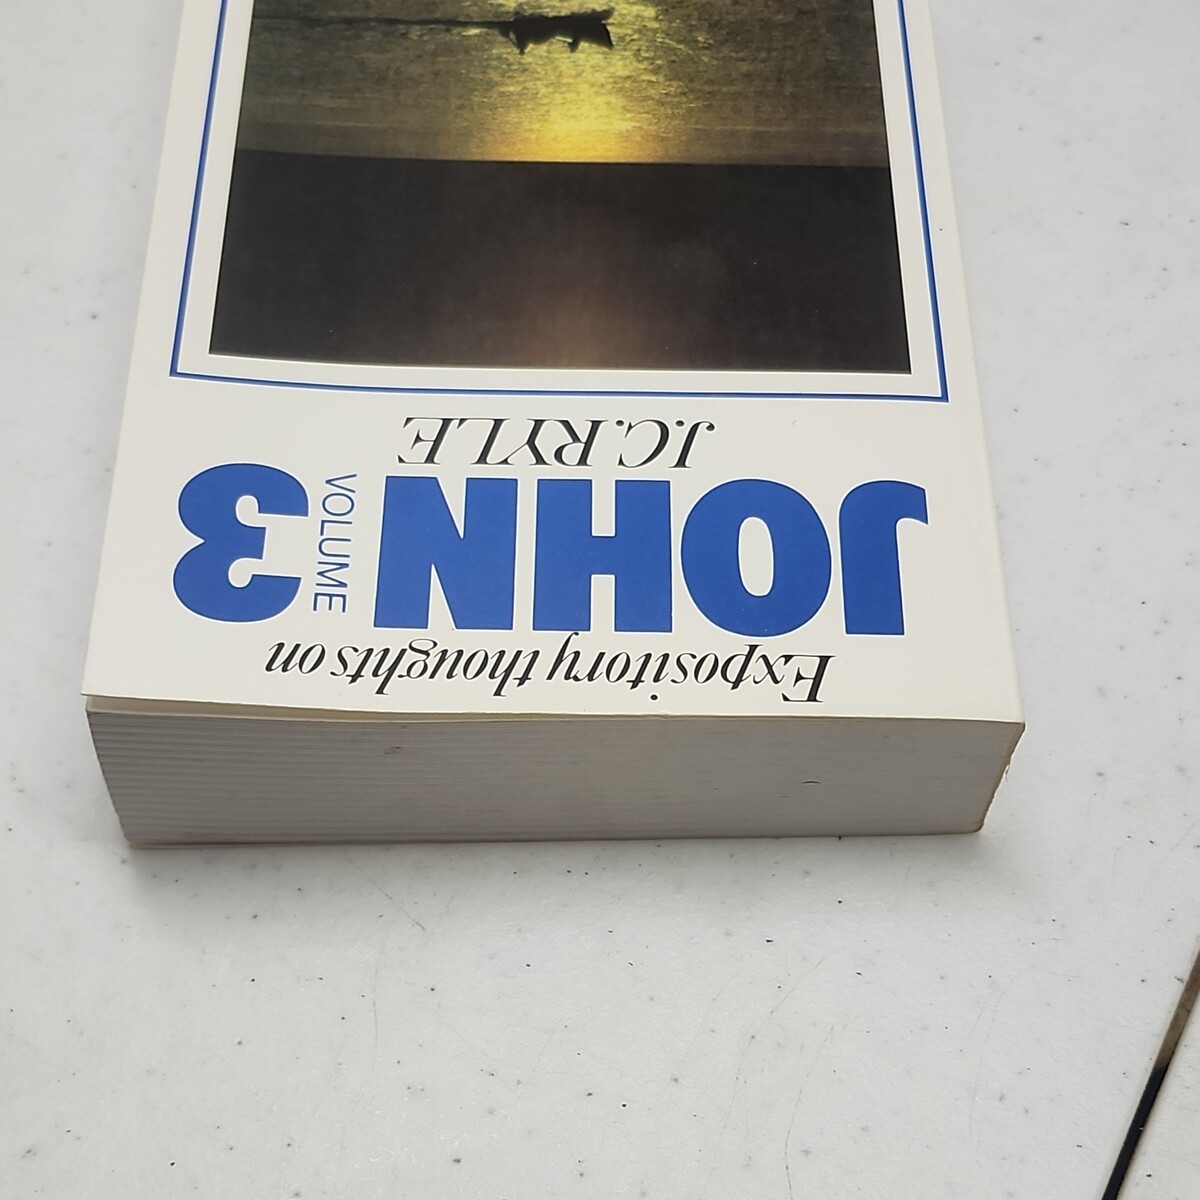 Expository thoughts on
JOHN VOLUME 3
J.C.RYLE